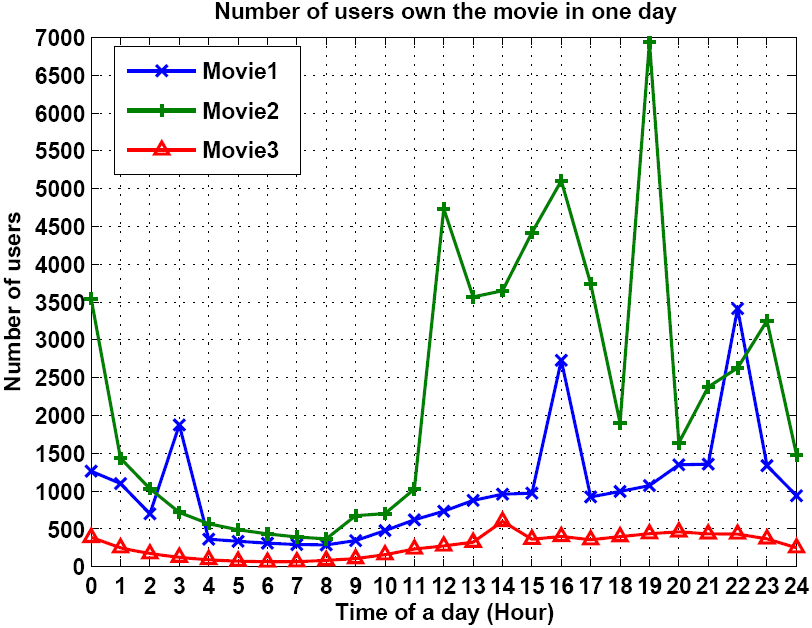 Number of users own the movie in one day
7000
6500
6000
5500
5000
4500
4000
3500
3000
2500
2000
1500
1000
500
0
Number of users
Movie1
Movie2
Movie3
0 1 2 3 4 5 6 7 8 9 10 11 12 13 14 15 16 17 18 19 20 21 22 23 24
Time of a day (Hour)